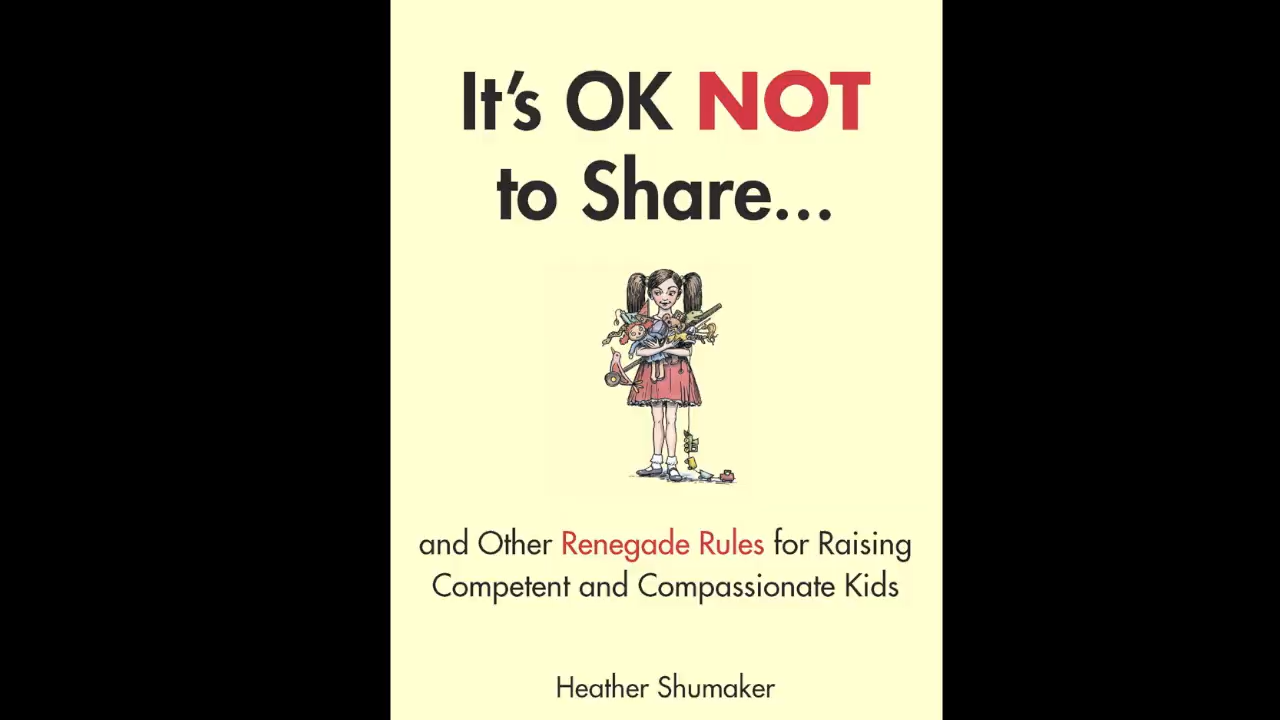 It's OK NOT
to Share...
and Other Renegade Rules for Raising
Competent and Compassionate Kids
Heather Shumaker